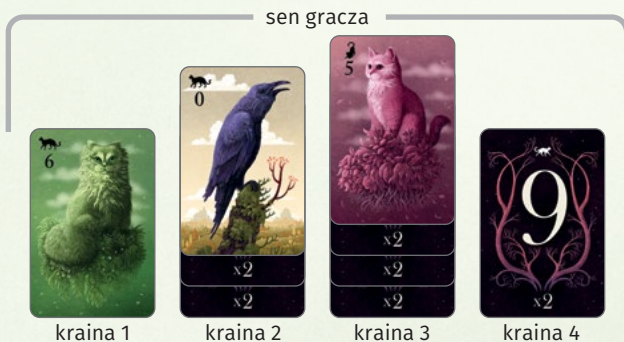 sen gracza
6
0
5
9
x2
x2
x2
x2
x2
x2
x2
kraina 1
kraina 2
kraina 3
kraina 4